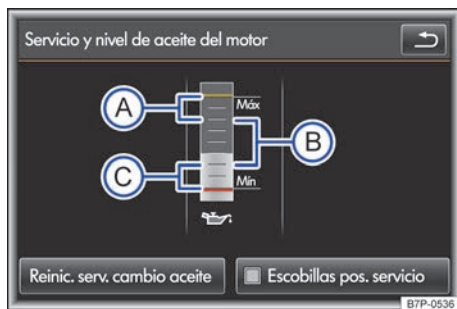 Servicio y nivel de aceite del motor
A
Máx
B
C
Mín
Reinic. serv. cambio aceite
Escobillas pos. servicio
B7P-0536